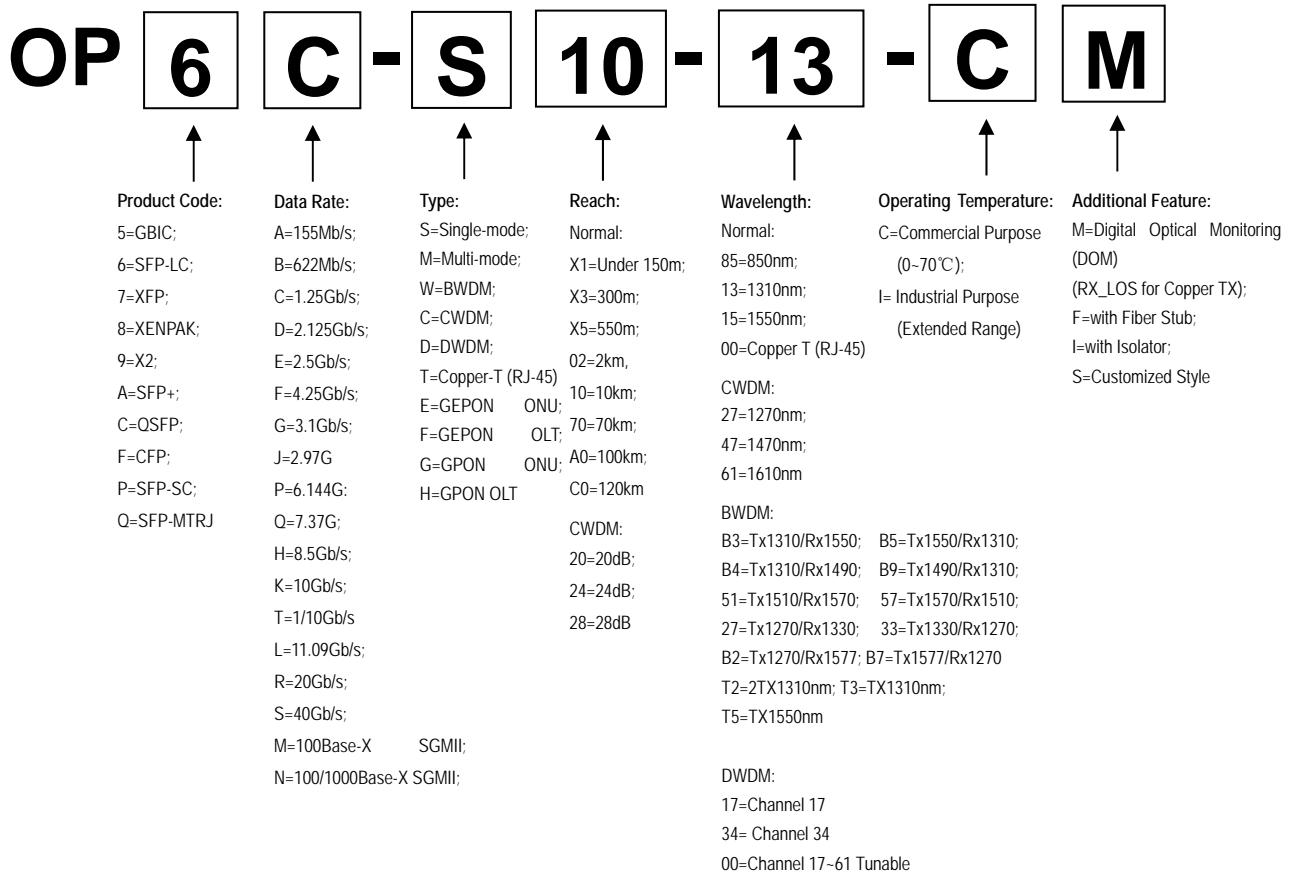 OP 6 C - S 10 - 13 - C M
Product Code:
5=GBIC;
6=SFP-LC;
7=XFP;
8=XENPAK;
9=X2;
A=SFP+;
C=QSFP;
F=CFP;
P=SFP-SC;
Q=SFP-MTRJ
Data Rate:
A=155Mb/s;
B=622Mb/s;
C=1.25Gb/s;
D=2.125Gb/s;
E=2.5Gb/s;
F=4.25Gb/s;
G=3.1Gb/s;
J=2.97G
P=6.144G:
Q=7.37G;
H=8.5Gb/s;
K=10Gb/s;
T=1/10Gb/s
L=11.09Gb/s;
R=20Gb/s;
S=40Gb/s;
M=100Base-X SGMII;
N=100/1000Base-X SGMII;
Type:
S=Single-mode;
M=Multi-mode;
W=BWDM;
C=CWDM;
D=DWDM;
T=Copper-T (RJ-45)
E=GEPON ONU;
F=GEPON OLT;
G=GPON ONU;
H=GPON OLT
Reach:
Normal:
X1=Under 150m;
X3=300m;
X5=550m;
02=2km,
10=10km;
70=70km;
A0=100km;
C0=120km
CWDM:
20=20dB;
24=24dB;
28=28dB
Wavelength:
Normal:
85=850nm;
13=1310nm;
15=1550nm;
00=Copper T (RJ-45)
CWDM:
27=1270nm;
47=1470nm;
61=1610nm
BWDM:
B3=Tx1310/Rx1550; B5=Tx1550/Rx1310;
B4=Tx1310/Rx1490; B9=Tx1490/Rx1310;
51=Tx1510/Rx1570; 57=Tx1570/Rx1510;
27=Tx1270/Rx1330; 33=Tx1330/Rx1270;
B2=Tx1270/Rx1577; B7=Tx1577/Rx1270
T2=2TX1310nm; T3=TX1310nm;
T5=TX1550nm
DWDM:
17=Channel 17
34= Channel 34
00=Channel 17~61 Tunable
Operating Temperature:
C=Commercial Purpose
(0~70℃);
I= Industrial Purpose
(Extended Range)
Additional Feature:
M=Digital Optical Monitoring
(DOM)
(RX_LOS for Copper TX);
F=with Fiber Stub;
I=with Isolator;
S=Customized Style